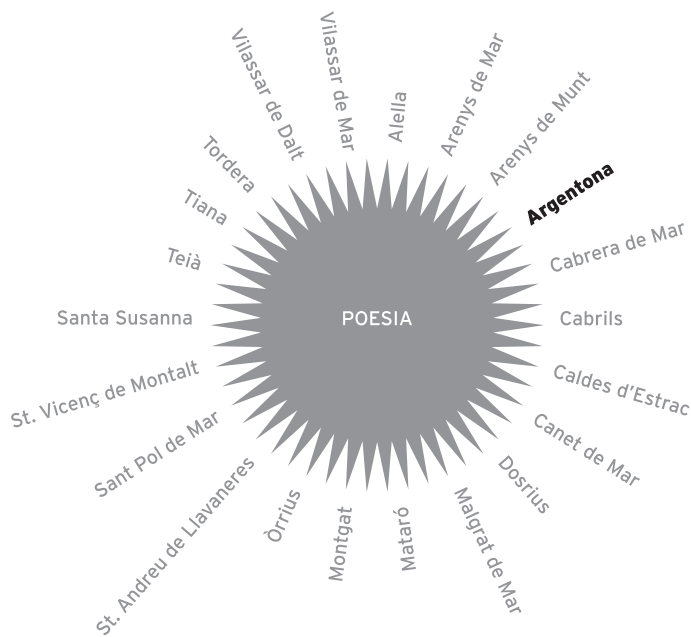 Alella
Arenys de Mar
Arenys de Munt
Argentona
Cabrera de Mar
Cabrils
Caldes d'Estrac
Canet de Mar
Dosrius
Malgrat de Mar
Mataró
Montgat
Òrrius
St. Andreu de Llavaneres
Sant Pol de Mar
St. Vicenç de Montalt
Santa Susanna
Teià
Tiana
Tordera
Vilassar de Dalt
Vilassar de Mar
POESIA